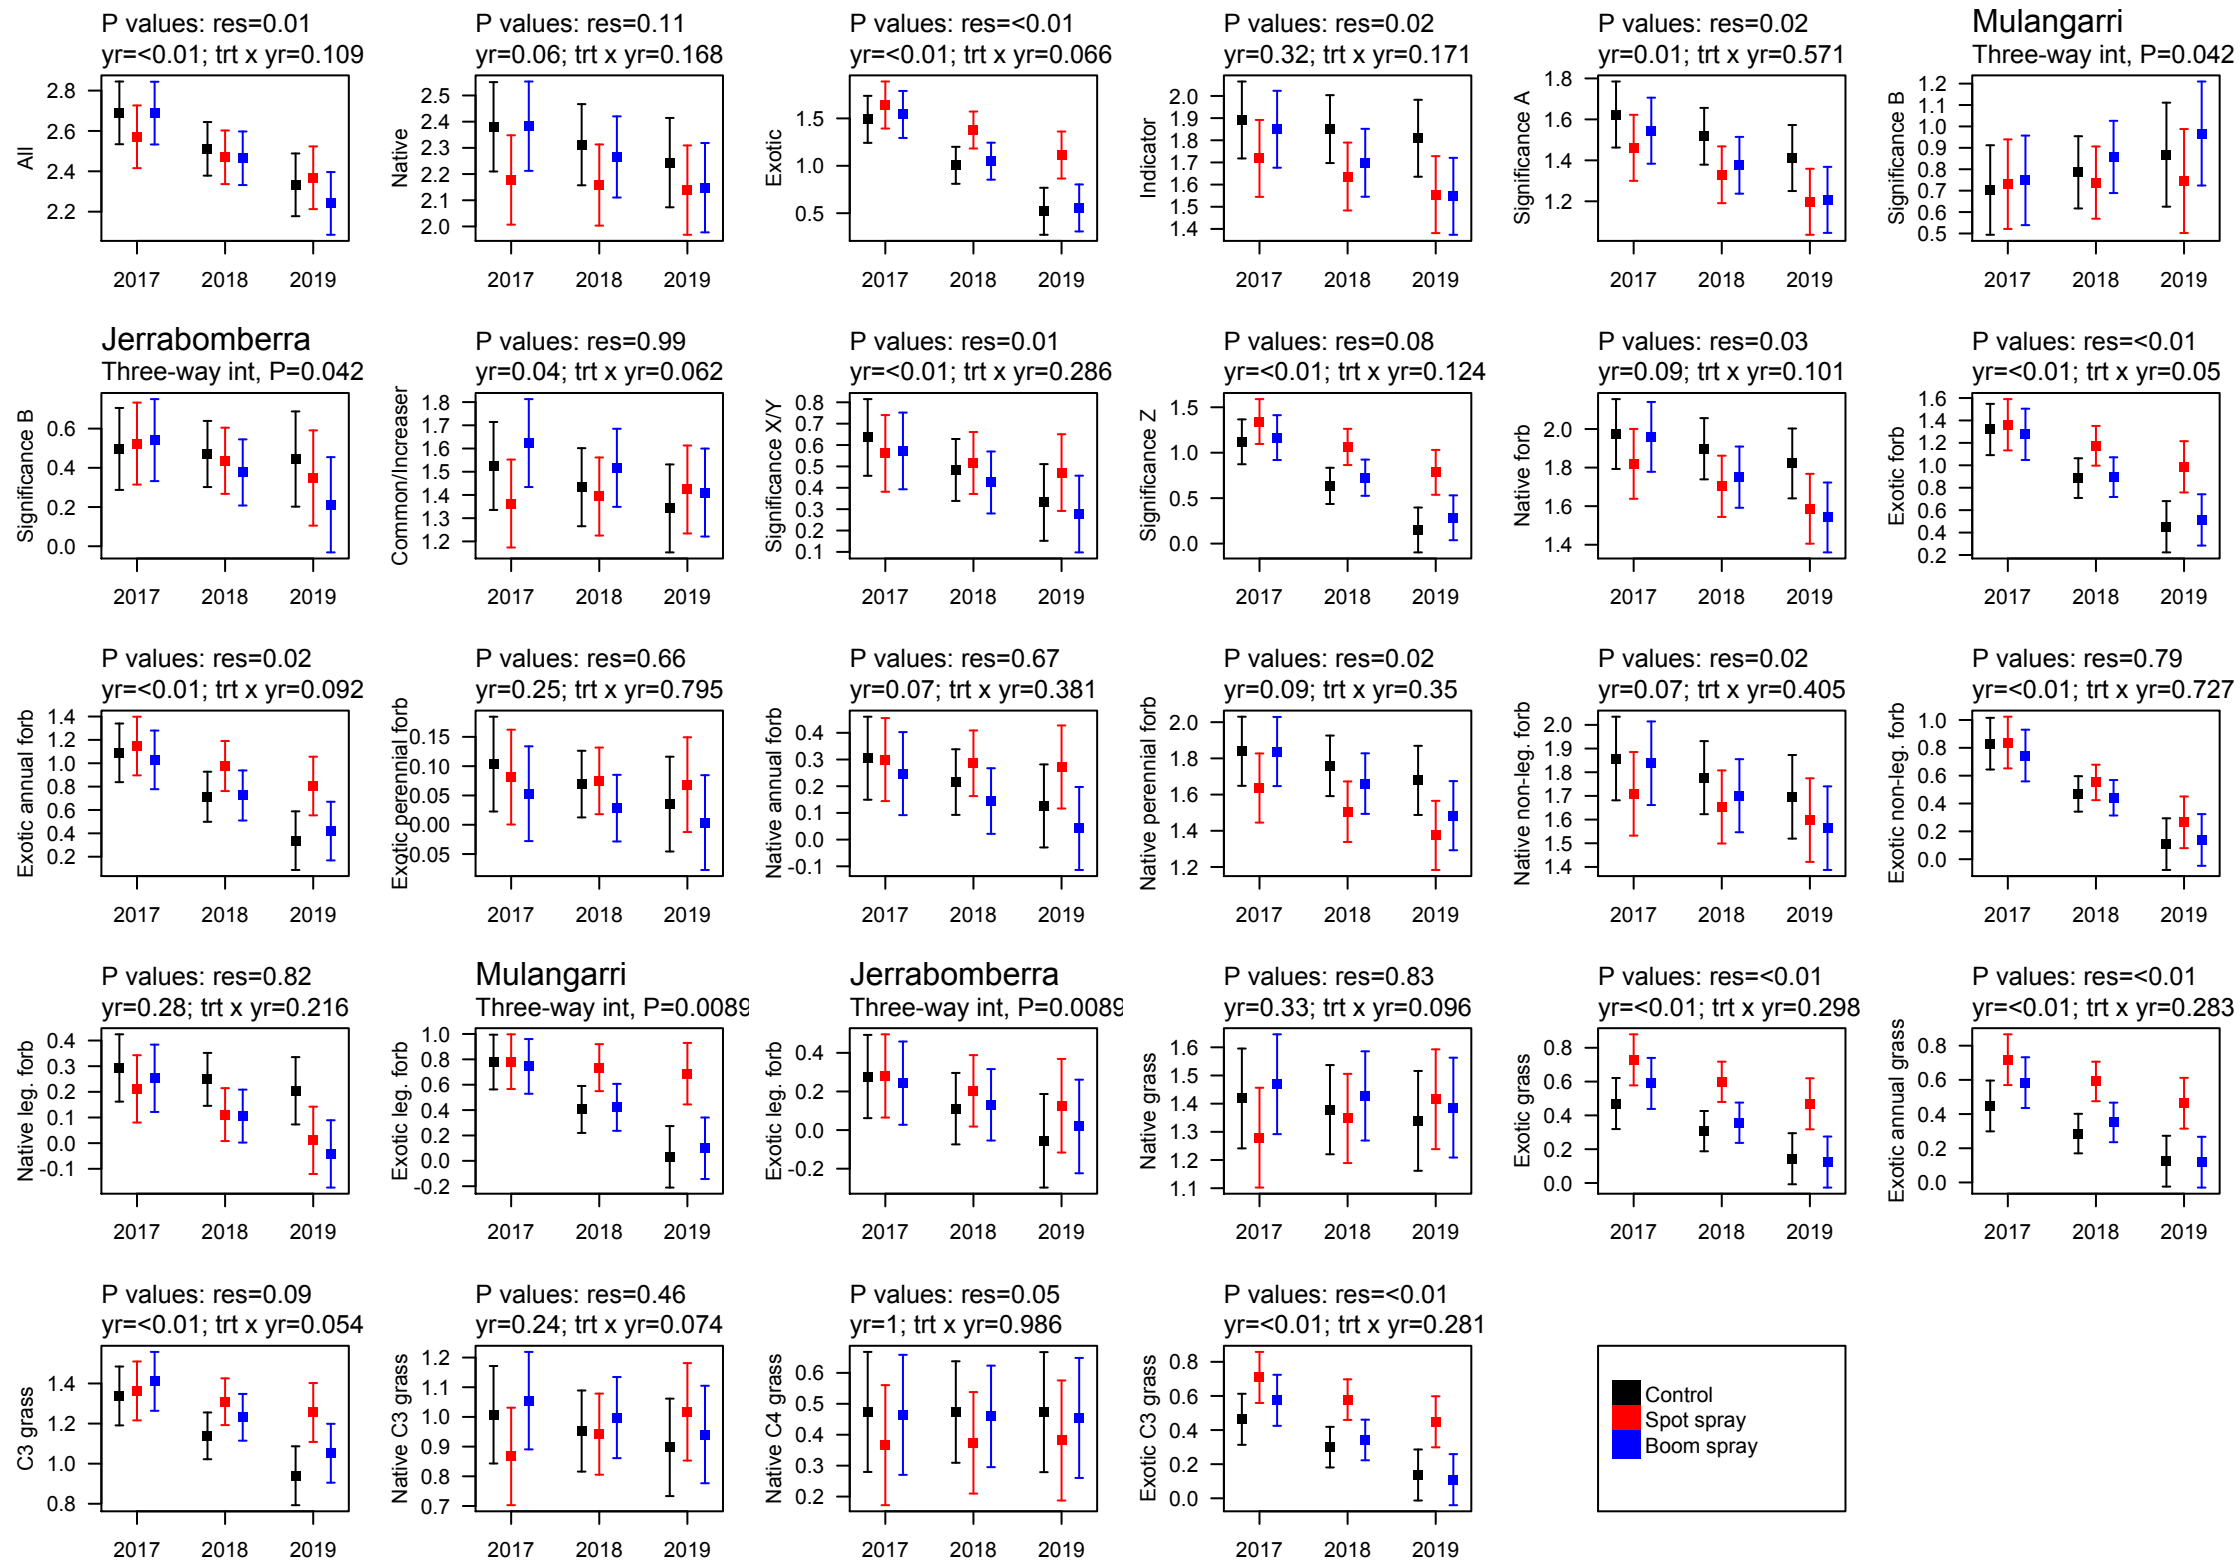 P values: res=0.01
yr=<0.01; trt x yr=0.109
All
2.8
2.6
2.4
2.2
2017 2018 2019
P values: res=0.11
yr=0.06; trt x yr=0.168
Native
2.5
2.4
2.3
2.2
2.1
2.0
2017 2018 2019
P values: res=<0.01
yr=<0.01; trt x yr=0.066
Exotic
1.5
1.0
0.5
2017 2018 2019
P values: res=0.02
yr=0.32; trt x yr=0.171
Indicator
2.0
1.9
1.8
1.7
1.6
1.5
1.4
2017 2018 2019
P values: res=0.02
yr=0.01; trt x yr=0.571
Significance A
1.8
1.6
1.4
1.2
2017 2018 2019
Mulangarri
Three-way int, P=0.042
Significance B
1.2
1.1
1.0
0.9
0.8
0.7
0.6
0.5
2017 2018 2019
Jerrabomberra
Three-way int, P=0.042
Significance B
0.6
0.4
0.2
0.0
2017 2018 2019
P values: res=0.99
yr=0.04; trt x yr=0.062
Common/Increaser
1.8
1.7
1.6
1.5
1.4
1.3
1.2
2017 2018 2019
P values: res=0.01
yr=<0.01; trt x yr=0.286
Significance X/Y
0.8
0.7
0.6
0.5
0.4
0.3
0.2
0.1
2017 2018 2019
P values: res=0.08
yr=<0.01; trt x yr=0.124
Significance Z
1.5
1.0
0.5
0.0
2017 2018 2019
P values: res=0.03
yr=0.09; trt x yr=0.101
Native forb
2.0
1.8
1.6
1.4
2017 2018 2019
P values: res=<0.01
yr=<0.01; trt x yr=0.05
Exotic forb
1.6
1.4
1.2
1.0
0.8
0.6
0.4
0.2
2017 2018 2019
P values: res=0.02
yr=<0.01; trt x yr=0.092
Exotic annual forb
1.4
1.2
1.0
0.8
0.6
0.4
0.2
2017 2018 2019
P values: res=0.66
yr=0.25; trt x yr=0.795
Exotic perennial forb
0.15
0.10
0.05
0.00
0.05
2017 2018 2019
P values: res=0.67
yr=0.07; trt x yr=0.381
Native annual forb
0.4
0.3
0.2
0.1
0.0
-0.1
2017 2018 2019
P values: res=0.02
yr=0.09; trt x yr=0.35
Native perennial forb
2.0
1.8
1.6
1.4
1.2
2017 2018 2019
P values: res=0.02
yr=0.07; trt x yr=0.405
Native non-leg. forb
2.0
1.9
1.8
1.7
1.6
1.5
1.4
2017 2018 2019
P values: res=0.79
yr=<0.01; trt x yr=0.727
Exotic non-leg. forb
1.0
0.8
0.6
0.4
0.2
0.0
2017 2018 2019
P values: res=0.82
yr=0.28; trt x yr=0.216
Native leg. forb
0.4
0.3
0.2
0.1
0.0
-0.1
2017 2018 2019
Mulangarri
Three-way int, P=0.0089
Exotic leg. forb
1.0
0.8
0.6
0.4
0.2
0.0
-0.2
2017 2018 2019
Jerrabomberra
Three-way int, P=0.0089
Exotic leg. forb
0.4
0.2
0.0
-0.2
2017 2018 2019
P values: res=0.83
yr=0.33; trt x yr=0.096
Native grass
1.6
1.5
1.4
1.3
1.2
1.1
2017 2018 2019
P values: res=<0.01
yr=<0.01; trt x yr=0.298
Exotic grass
0.8
0.6
0.4
0.2
0.0
2017 2018 2019
P values: res=<0.01
yr=<0.01; trt x yr=0.283
Exotic annual grass
0.8
0.6
0.4
0.2
0.0
2017 2018 2019
P values: res=0.09
yr=<0.01; trt x yr=0.054
C3 grass
1.4
1.2
1.0
0.8
2017 2018 2019
P values: res=0.46
yr=0.24; trt x yr=0.074
Native C3 grass
1.2
1.1
1.0
0.9
0.8
0.7
2017 2018 2019
P values: res=0.05
yr=1; trt x yr=0.986
Native C4 grass
0.6
0.5
0.4
0.3
0.2
2017 2018 2019
P values: res=<0.01
yr=<0.01; trt x yr=0.281
Exotic C3 grass
0.8
0.6
0.4
0.2
0.0
2017 2018 2019
Control
Spot spray
Boom spray